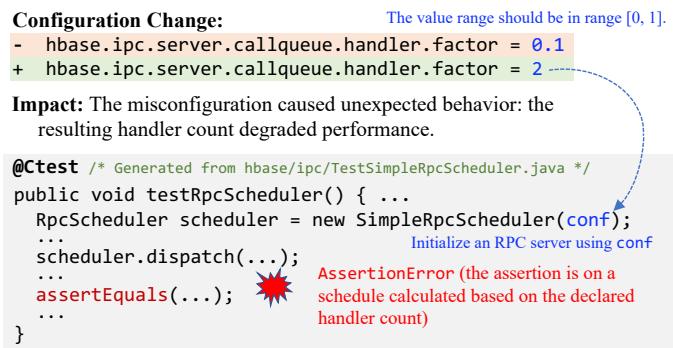 Configuration Change:
The value range should be in range [0, 1].
- hbase.ipc.server.callqueue.handler.factor = 0.1
+ hbase.ipc.server.callqueue.handler.factor = 2
Impact: The misconfiguration caused unexpected behavior: the
resulting handler count degraded performance.
@Ctest /* Generated from hbase/ipc/TestSimpleRpcScheduler.java */
public void testRpcScheduler() { ...
RpcScheduler scheduler = new SimpleRpcScheduler(conf);
...
Initialize an RPC server using conf
scheduler.dispatch(...);
...
AssertionError (the assertion is on a
assertEquals(...);
schedule calculated based on the declared
...
handler count)
}